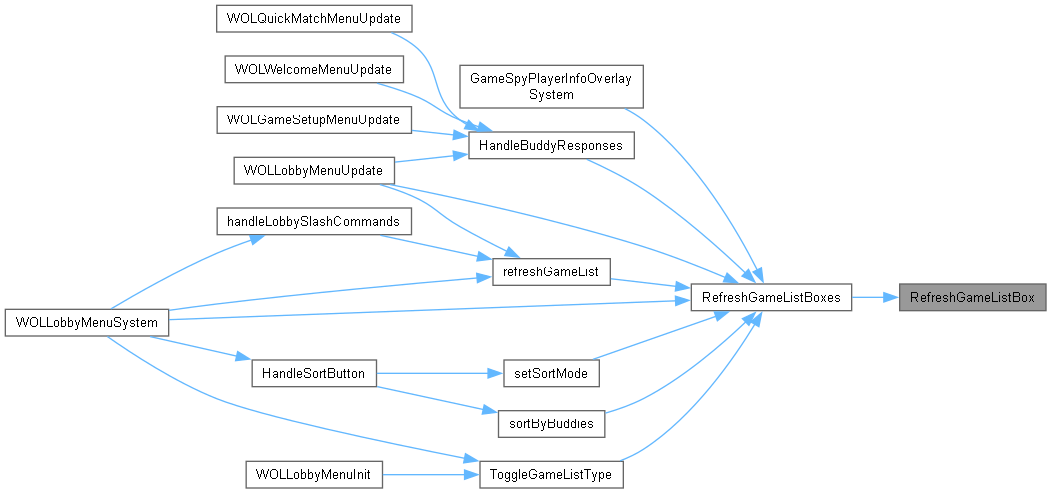 WOLQuickMatchMenuUpdate
WOLWelcomeMenuUpdate
GameSpyPlayerInfoOverlay
System
WOLGameSetupMenuUpdate
HandleBuddyResponses
WOLLobbyMenuUpdate
handleLobbySlashCommands
refreshGameList
RefreshGameListBoxes
RefreshGameListBox
WOLLobbyMenuSystem
HandleSortButton
setSortMode
sortByBuddies
WOLLobbyMenuInit
ToggleGameListType